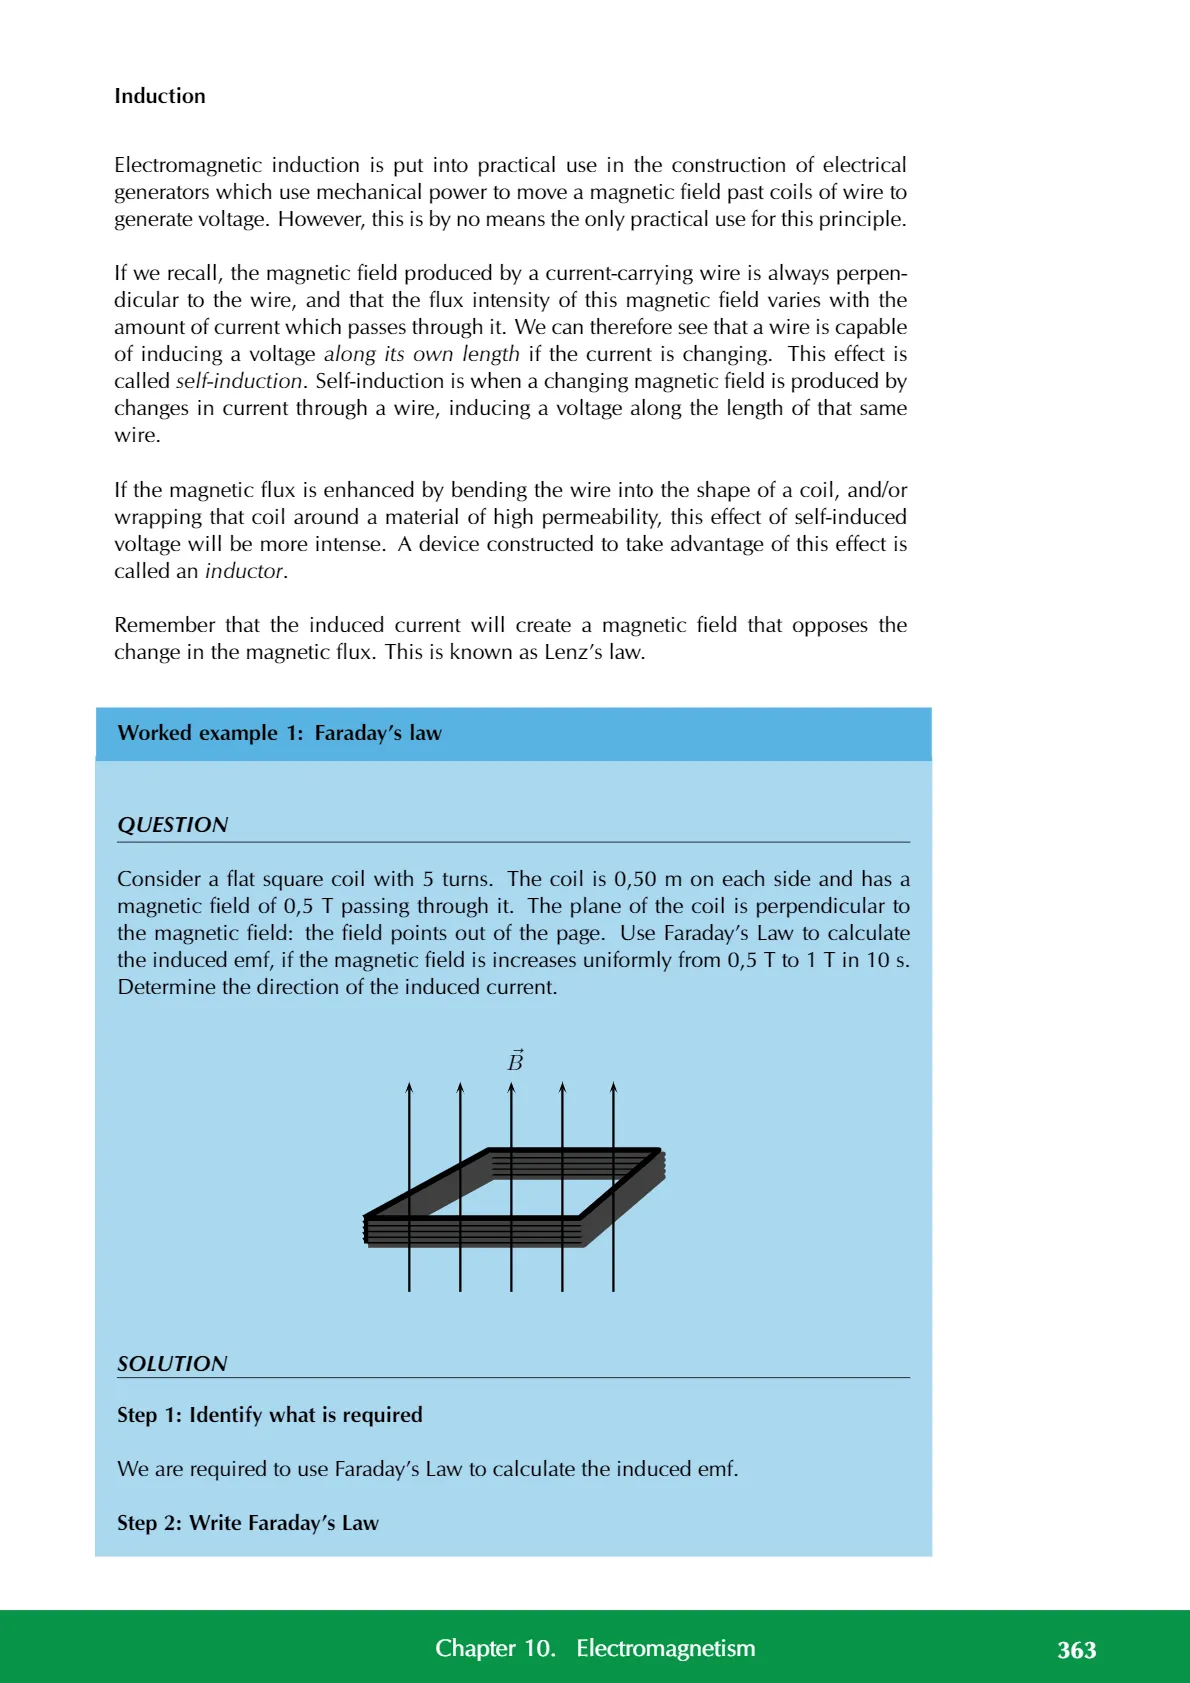 Induction
Electromagnetic induction is put into practical use in the construction of electrical
generators which use mechanical power to move a magnetic field past coils of wire to
generate voltage. However, this is by no means the only practical use for this principle.
If we recall, the magnetic field produced by a current-carrying wire is always perpen-
dicular to the wire, and that the flux intensity of this magnetic field varies with the
amount of current which passes through it. We can therefore see that a wire is capable
of inducing a voltage along its own length if the current is changing. This effect is
called self-induction. Self-induction is when a changing magnetic field is produced by
changes in current through a wire, inducing a voltage along the length of that same
wire.
If the magnetic flux is enhanced by bending the wire into the shape of a coil, and/or
wrapping that coil around a material of high permeability, this effect of self-induced
voltage will be more intense. A device constructed to take advantage of this effect is
called an inductor.
Remember that the induced current will create a magnetic field that opposes the
change in the magnetic flux. This is known as Lenz’s law.
Worked example 1: Faraday’s law
QUESTION
Consider a flat square coil with 5 turns. The coil is 0,50 m on each side and has a
magnetic field of 0,5 T passing through it. The plane of the coil is perpendicular to
the magnetic field: the field points out of the page. Use Faraday’s Law to calculate
the induced emf, if the magnetic field is increases uniformly from 0,5 T to 1 T in 10 s.
Determine the direction of the induced current.
B⃗
SOLUTION
Step 1: Identify what is required
We are required to use Faraday’s Law to calculate the induced emf.
Step 2: Write Faraday’s Law
Chapter 10. Electromagnetism
363